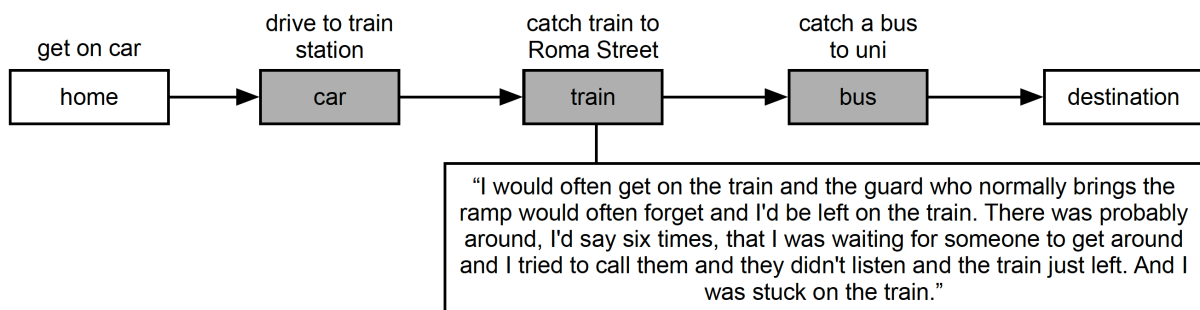 get on car
drive to train
station
catch train to
Roma Street
catch a bus
to uni
home
car
train
bus
destination
“I would often get on the train and the guard who normally brings the
ramp would often forget and I'd be left on the train. There was probably
around, I'd say six times, that I was waiting for someone to get around
and I tried to call them and they didn't listen and the train just left. And I
was stuck on the train.”